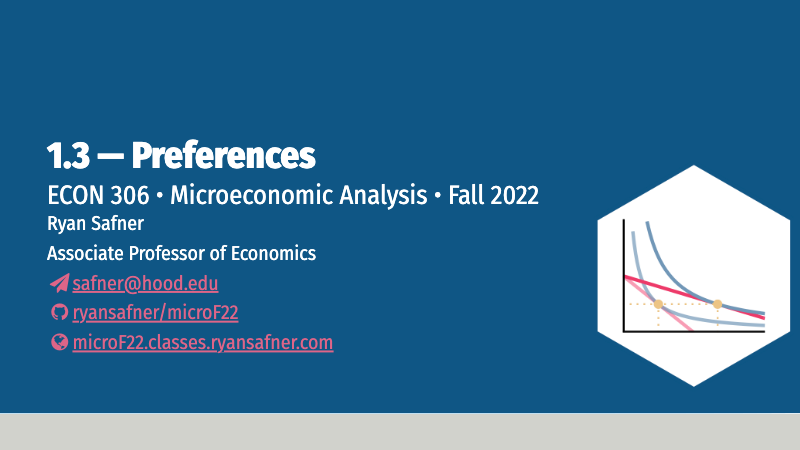 1.3 — Preferences
ECON 306 • Microeconomic Analysis • Fall 2022
Ryan Safner
Associate Professor of Economics
safner@hood.edu
ryansafner/microF22
microF22.classes.ryansafner.com